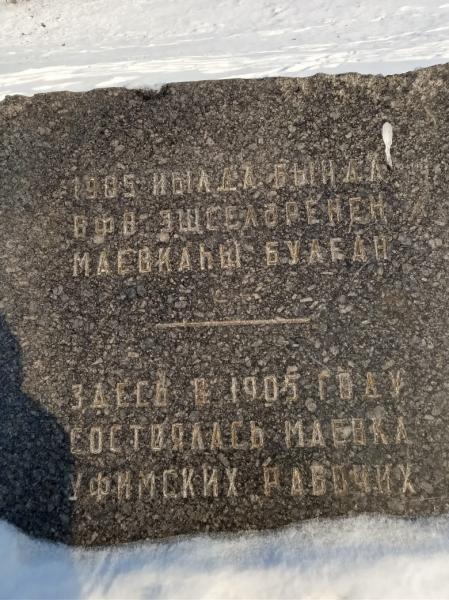 1905 ЙЫЛДА БЫНДА
ӨФӨ ЭШСЕЛӘРЕНЕҢ
МАЕВКАҺЫ БУЛҒАН
ЗДЕСЬ В 1905 ГОДУ
СОСТОЯЛАСЬ МАЕВКА
УФИМСКИХ РАБОЧИХ